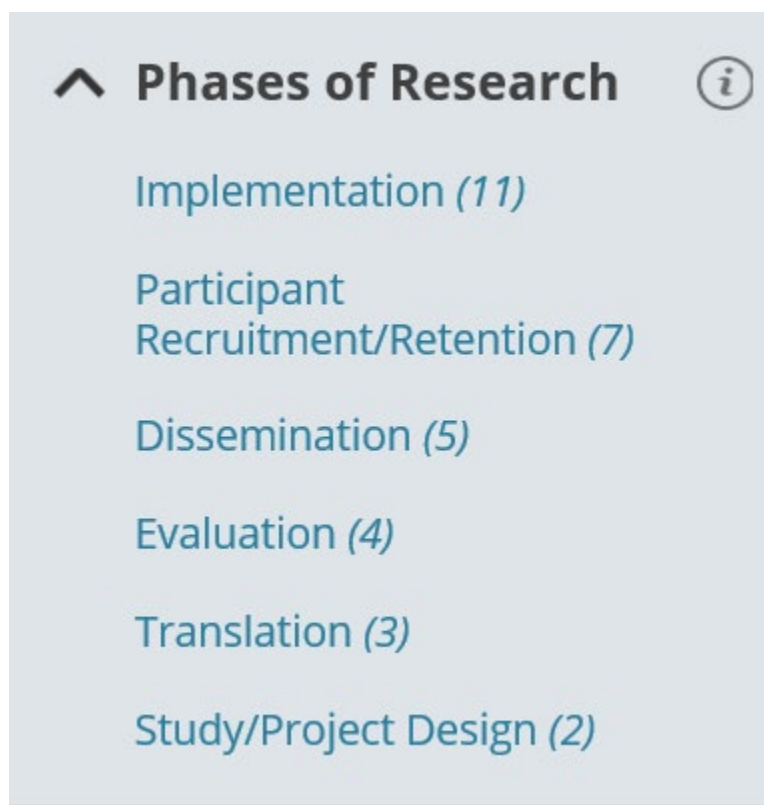 Phases of Research
Implementation (11)
Participant
Recruitment/Retention (7)
Dissemination (5)
Evaluation (4)
Translation (3)
Study/Project Design (2)